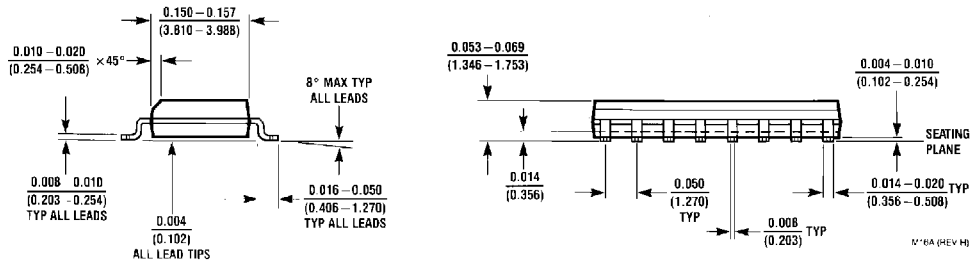 0.150 – 0.157
(3.810 – 3.988)
0.010 – 0.020
(0.254 – 0.508)
×45°
8° MAX TYP
ALL LEADS
0.008 0.010
(0.203 – 0.254)
TYP ALL LEADS
0.004
(0.102)
ALL LEAD TIPS
0.016 – 0.050
(0.406 – 1.270)
TYP ALL LEADS
0.053 – 0.069
(1.346 – 1.753)
0.004 – 0.010
(0.102 – 0.254)
SEATING
PLANE
0.014
(0.356)
0.050
(1.270)
TYP
0.008
(0.203)
TYP
0.014 – 0.020
(0.356 – 0.508)
TYP
M16A (REV H)